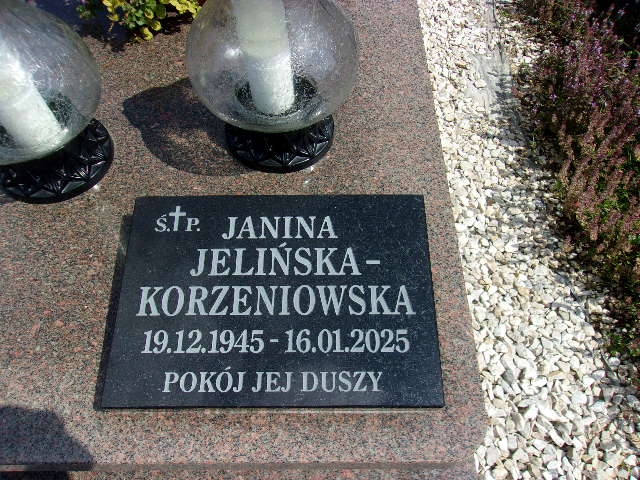 Ś.†P. JANINA
JELIŃSKA-
KORZENIOWSKA
19.12.1945 - 16.01.2025
POKÓJ JEJ DUSZY